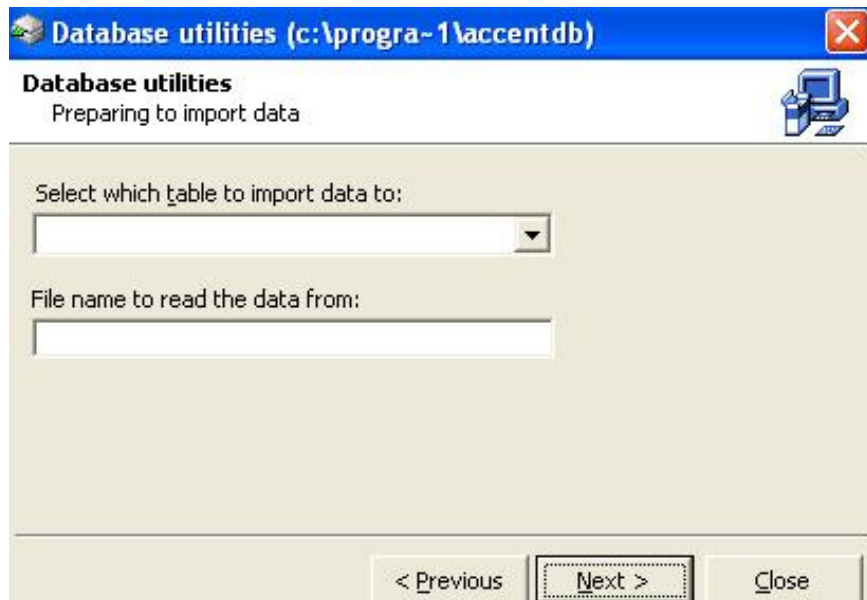 Database utilities (c:\progra~1\accentdb)
Database utilities
Preparing to import data
Select which table to import data to:
File name to read the data from:
< Previous Next > Close